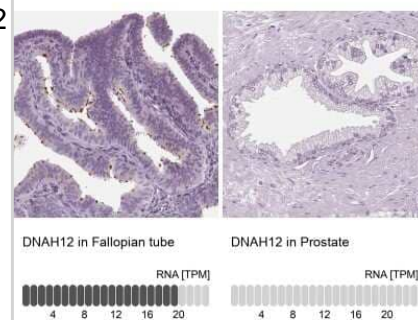 2
DNAH12 in Fallopian tube
DNAH12 in Prostate
RNA [TPM]
RNA [TPM]
4 8 12 16 20
4 8 12 16 20